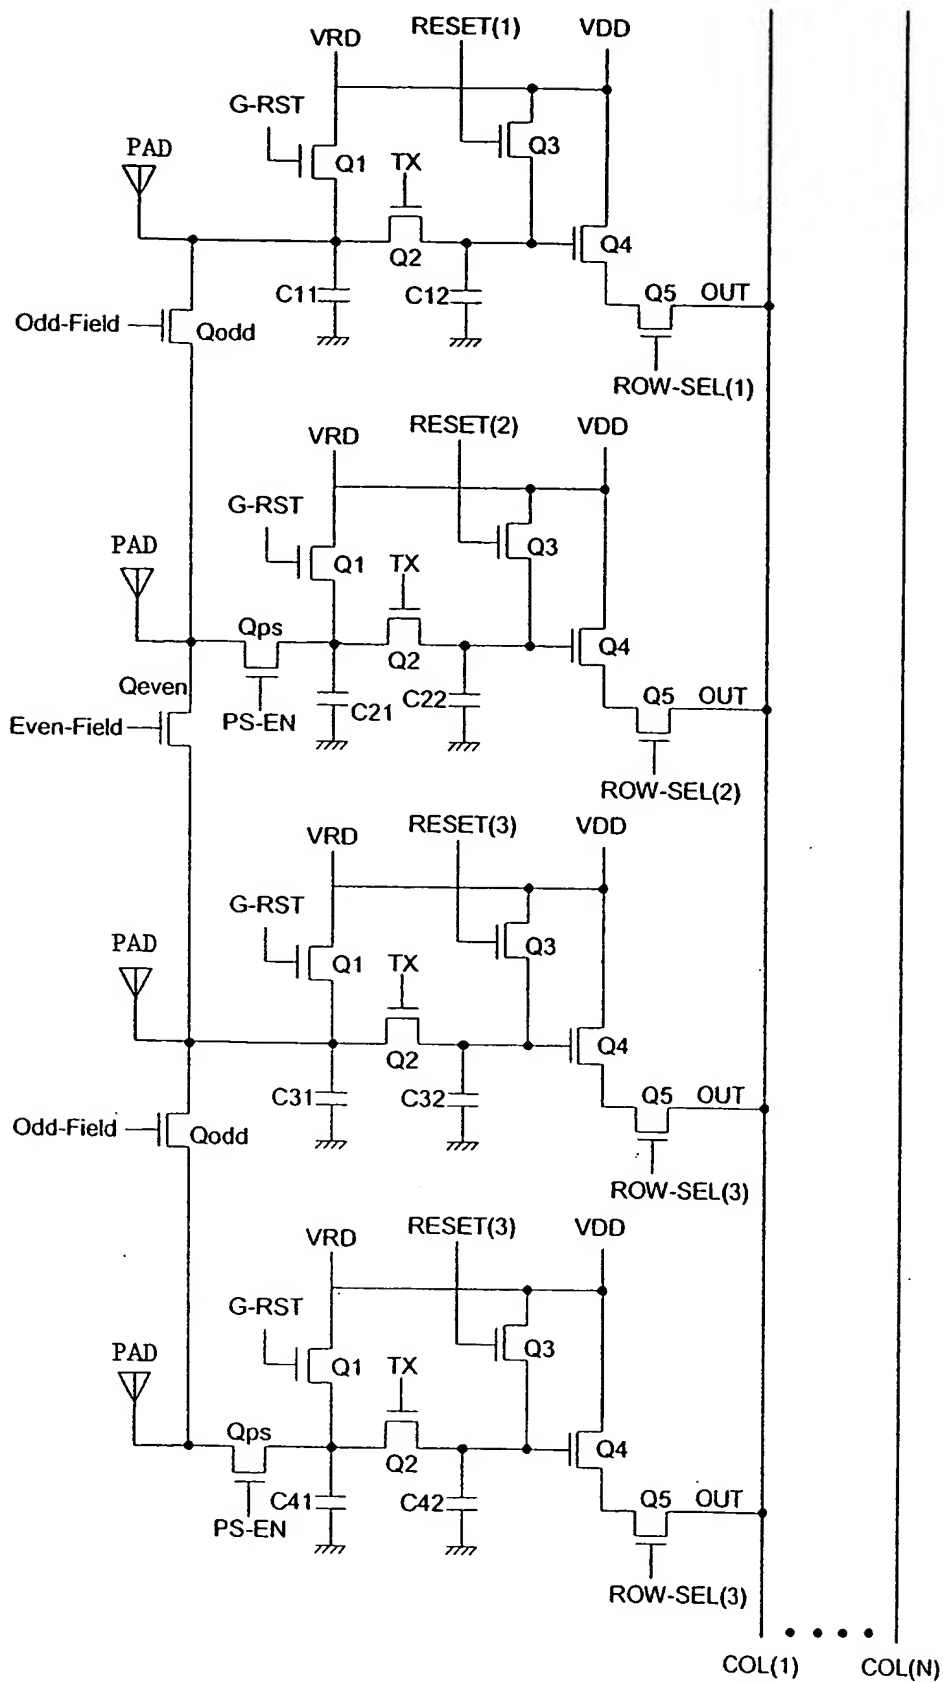 RESET(1)
VRD
VDD
G-RST
PAD
Q1
TX
Q3
Q2
Q4
C11
C12
Q5
OUT
Odd-Field
Qodd
ROW-SEL(1)
RESET(2)
VRD
VDD
G-RST
PAD
Q1
TX
Q3
Qps
Q2
Q4
Qeven
C21
C22
Q5
OUT
Even-Field
PS-EN
ROW-SEL(2)
RESET(3)
VRD
VDD
G-RST
PAD
Q1
TX
Q3
Q2
Q4
C31
C32
Q5
OUT
Odd-Field
Qodd
ROW-SEL(3)
RESET(3)
VRD
VDD
G-RST
PAD
Q1
TX
Q3
Qps
Q2
Q4
C41
C42
Q5
OUT
PS-EN
ROW-SEL(3)
COL(1)
COL(N)